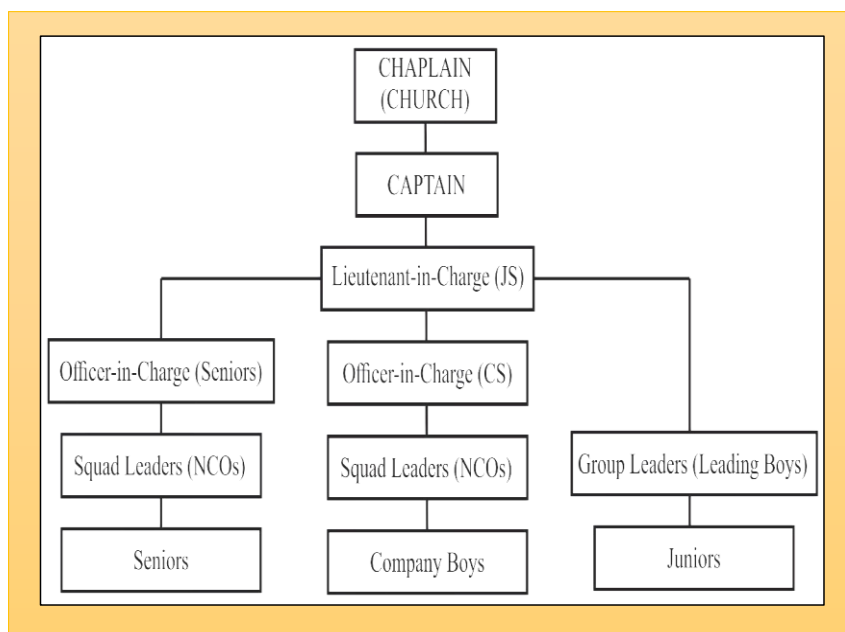 CHAPLAIN
(CHURCH)
CAPTAIN
Lieutenant-in-Charge (JS)
Officer-in-Charge (Seniors)
Officer-in-Charge (CS)
Squad Leaders (NCOs)
Squad Leaders (NCOs)
Group Leaders (Leading Boys)
Seniors
Company Boys
Juniors